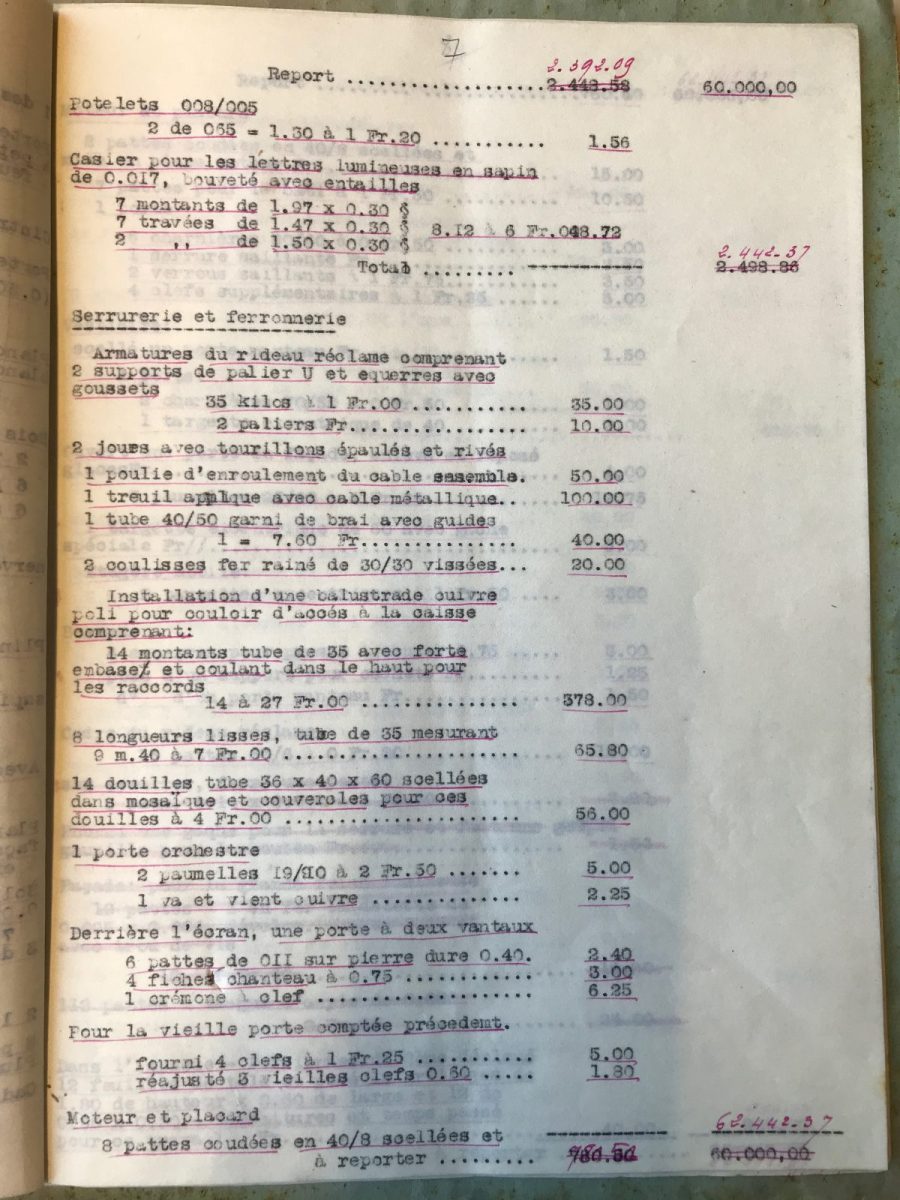 7
2.392.09
Report .................. 2.448.58 60.000,00
Potelets 008/005
2 de 065 = 1.30 à 1 Fr.20 ........... 1.56
Casier pour les léttres lumineuses en sapin
de 0.017, bouveté avec entailles
7 montants de 1.97 x 0.30 §
7 travées de 1.47 x 0.30 § 8.12 à 6 Fr.048.72
2 ,, de 1.50 x 0.30 §
2.442.37
Total ......... ---------- 2.498.86
Serrurerie et ferronnerie
Armatures du rideau réclame comprenant
2 supports de palier U et equerres avec
goussets
35 kilos à 1 Fr.00 ........... 35.00
2 paliers Fr............ 10.00
2 joues avec tourillons épaulés et rivés
1 poulie d'enroulement du cable esemble. 50.00
1 treuil applique avec cable métallique.. 100.00
1 tube 40/50 garni de brai avec guides
1 = 7.60 Fr............... 40.00
2 coulisses fer rainé de 30/30 vissées... 20.00
Installation d'une balustrade cuivre
poli pour couloir d'accés à la caisse
comprenant:
14 montants tube de 35 avec forte
embase et coulant dans le haut pour
les raccords
14 à 27 Fr.00 ............... 378.00
8 longueurs lisses, tube de 35 mesurant
9 m.40 à 7 Fr.00 ...................... 65.80
14 douilles tube 36 x 40 x 60 scellées
dans mosaïque et couvercles pour ces
douilles à 4 Fr.00 ...................... 56.00
1 porte orchestre
2 paumelles 19/110 à 2 Fr.50 ....... 5.00
1 va et vient cuivre .............. 2.25
Derrière l'écran, une porte à deux vantaux
6 pattes de OII sur pierre dure 0.40. 2.40
4 fiches chanteau à 0.75 ............ 3.00
1 crémone à clef .................... 6.25
Pour la vieille porte comptée précedemt.
fourni 4 clefs à 1 Fr.25 ........... 5.00
réajusté 3 vieilles clefs 0.60 ..... 1.80
Moteur et placard
62.442.37
8 pattes coudées en 40/8 scellées et
à reporter ......... 780.50 60.000,00